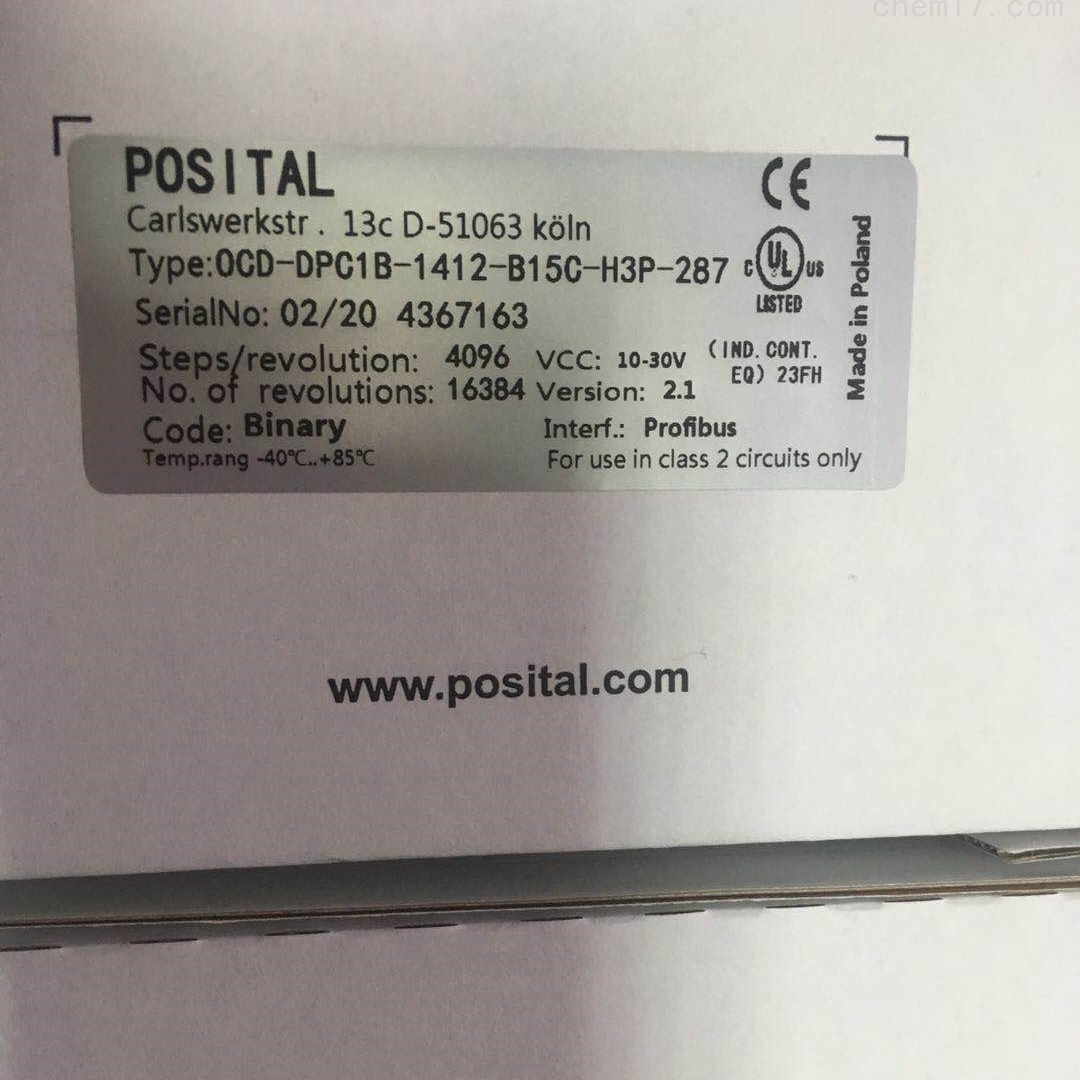 chem17.com
POSITAL
CE
Carlswerkstr. 13c D-51063 köln
Type:OCD-DPC1B-1412-B15C-H3P-287
C UL US
LISTED
SerialNo: 02/20 4367163
Steps/revolution: 4096 VCC: 10-30V (IND. CONT.
No. of revolutions: 16384 Version: 2.1 EQ) 23FH
Made in Poland
Code: Binary Interf.: Profibus
Temp.rang -40℃..+85℃ For use in class 2 circuits only
www.posital.com